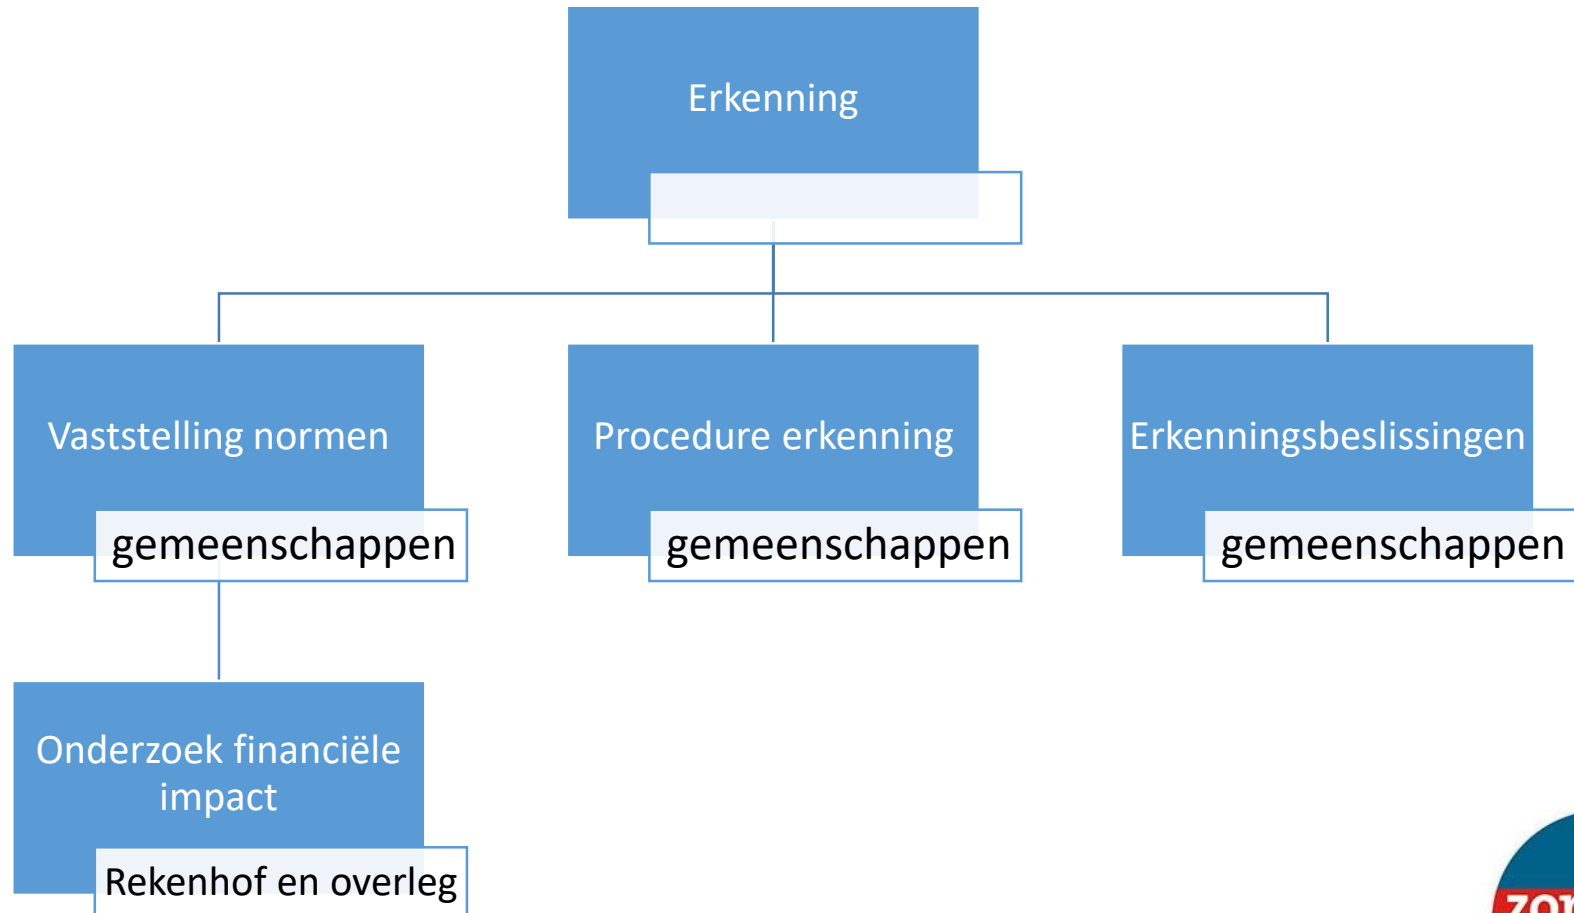 Erkenning
Vaststelling normen
gemeenschappen
Procedure erkenning
gemeenschappen
Erkenningsbeslissingen
gemeenschappen
Onderzoek financiële
impact
Rekenhof en overleg